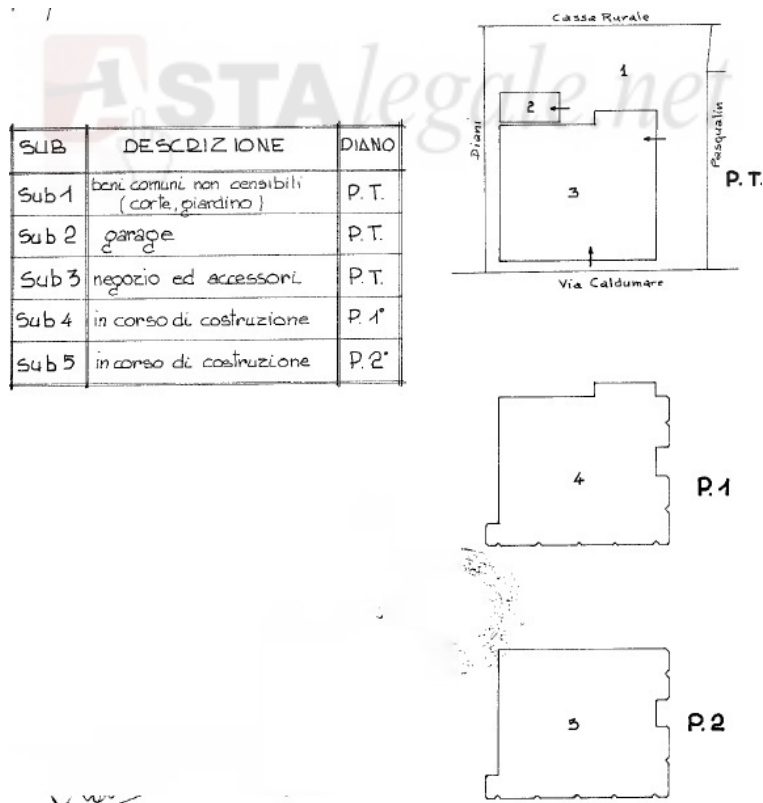 ASTAlegale.net
SUB DESCRIZIONE PIANO
Sub 1 beni comuni non censibili P.T.
(corte, giardino)
Sub 2 garage P.T.
Sub 3 negozio ed accessori P.T.
Sub 4 in corso di costruzione P. 1°
Sub 5 in corso di costruzione P. 2°
Cassa Rurale
1
2
Diani
Pasqualin
3
P.T.
Via Caldumare
4
P.1
5
P.2